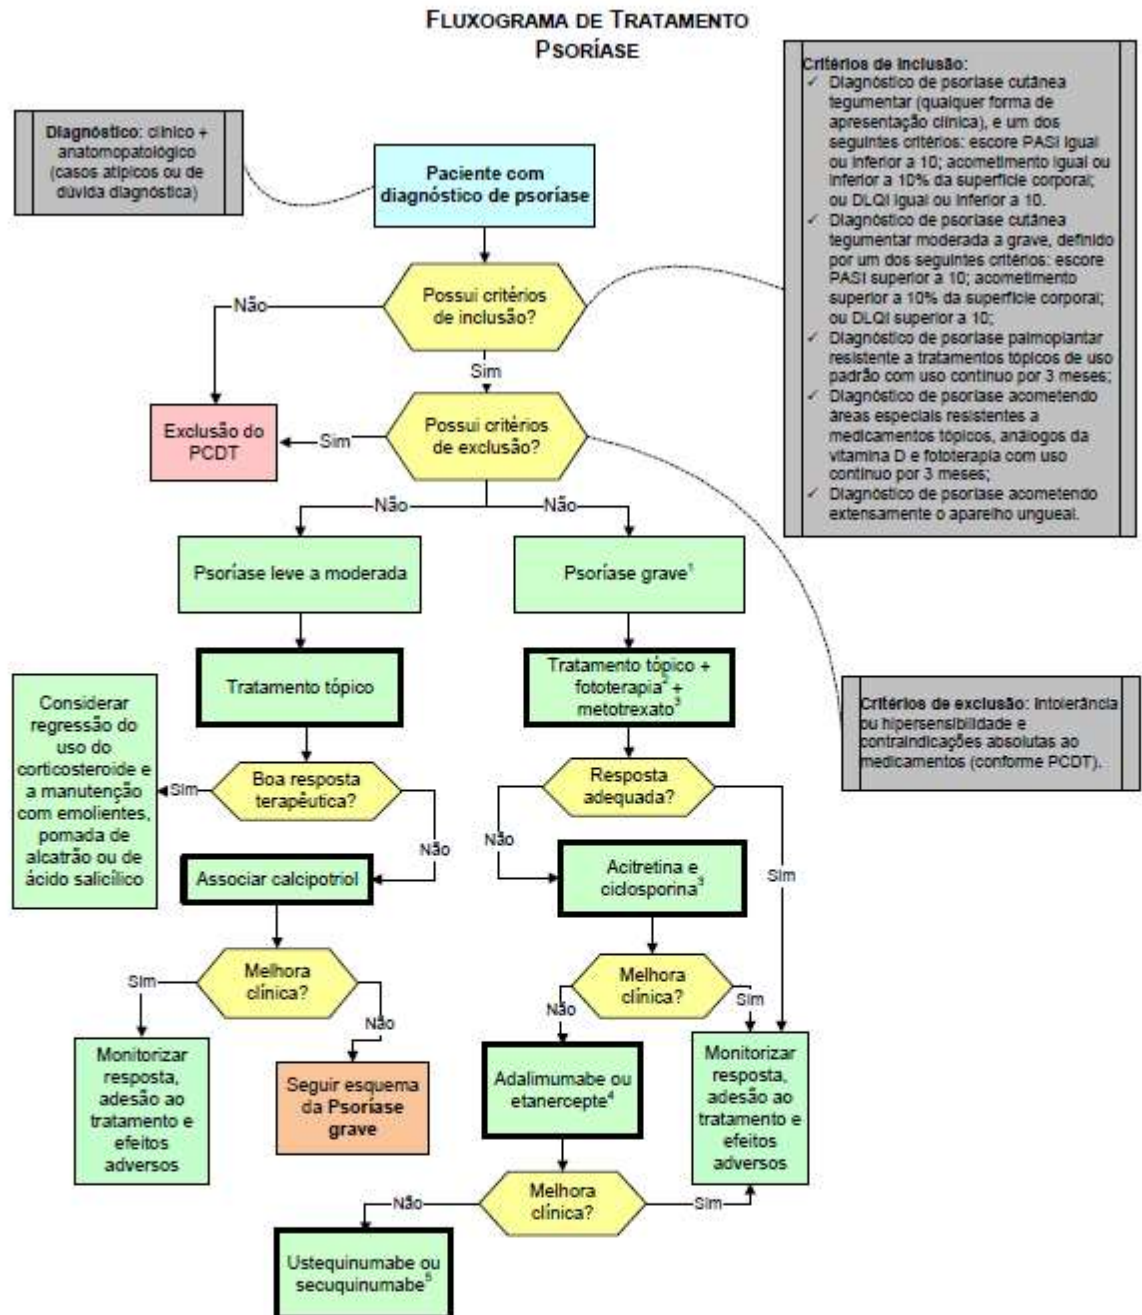 FLUXOGRAMA DE TRATAMENTO
PSORÍASE
Diagnóstico: clínico +
anatomopatológico
(casos atípicos ou de
dúvida diagnóstica)
Paciente com
diagnóstico de psoríase
Critérios de inclusão:
✓ Diagnóstico de psoríase cutânea
tegumentar (qualquer forma de
apresentação clínica), e um dos
seguintes critérios: escore PASI igual
ou inferior a 10; acometimento igual ou
inferior a 10% da superfície corporal;
ou DLQI igual ou inferior a 10.
✓ Diagnóstico de psoríase cutânea
tegumentar moderada a grave, definido
por um dos seguintes critérios: escore
PASI superior a 10; acometimento
superior a 10% da superfície corporal;
ou DLQI superior a 10;
✓ Diagnóstico de psoríase palmoplantar
resistente a tratamentos tópicos de uso
padrão com uso contínuo por 3 meses;
✓ Diagnóstico de psoríase acometendo
áreas especiais resistentes a
medicamentos tópicos, análogos da
vitamina D e fototerapia com uso
contínuo por 3 meses;
✓ Diagnóstico de psoríase acometendo
extensamente o aparelho ungueal.
Possui critérios
de inclusão?
Não
Sim
Exclusão do
PCDT
Sim
Possui critérios
de exclusão?
Não
Não
Psoríase leve a moderada
Psoríase grave¹
Tratamento tópico
Tratamento tópico +
fototerapia² +
metotrexato³
Critérios de exclusão: Intolerância
ou hipersensibilidade e
contraindicações absolutas ao
medicamentos (conforme PCDT).
Considerar
regressão do
uso do
corticosteroide e
a manutenção
com emolientes,
pomada de
alcatrão ou de
ácido salicílico
Sim
Boa resposta
terapêutica?
Não
Resposta
adequada?
Não
Sim
Associar calcipotriol
Acitretina e
ciclosporina³
Melhora
clínica?
Sim
Não
Melhora
clínica?
Não
Sim
Monitorizar
resposta,
adesão ao
tratamento e
efeitos
adversos
Seguir esquema
da Psoríase
grave
Adalimumabe ou
etanercepte⁴
Monitorizar
resposta,
adesão ao
tratamento e
efeitos
adversos
Melhora
clínica?
Não
Sim
Ustequinumabe ou
secuquinumabe⁵